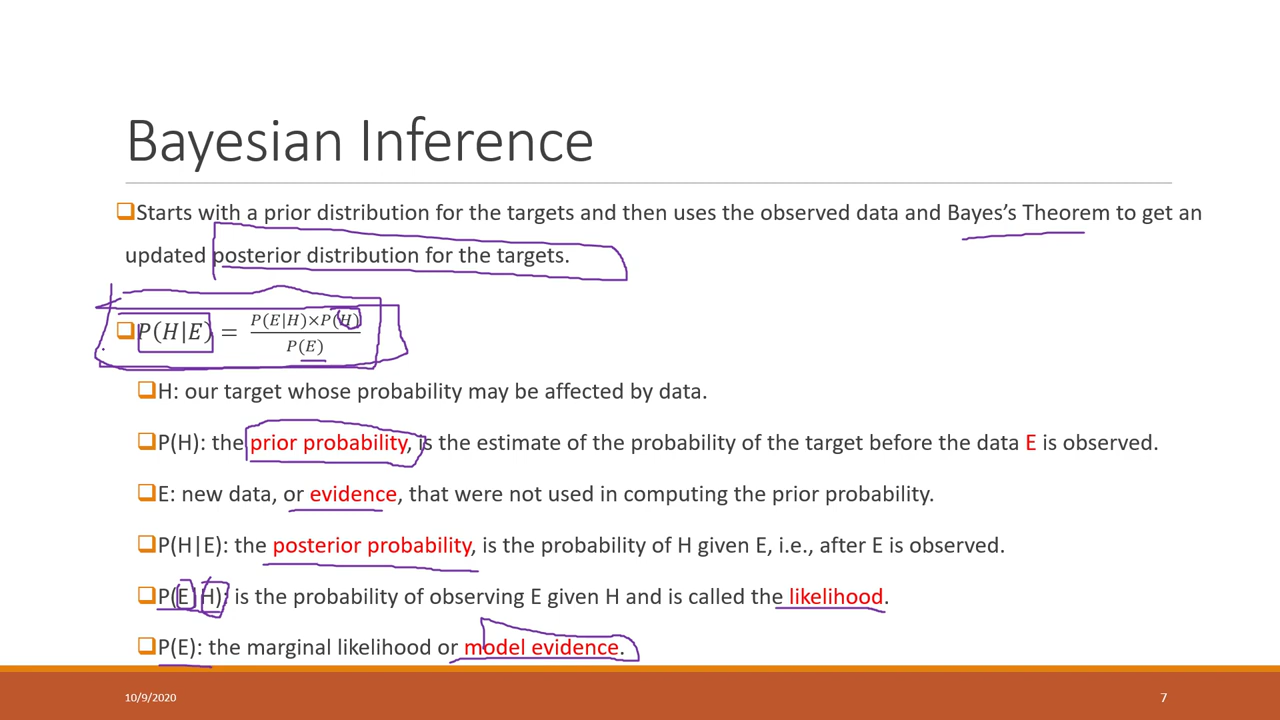 Bayesian Inference
Starts with a prior distribution for the targets and then uses the observed data and Bayes's Theorem to get an
updated posterior distribution for the targets.
P(H|E) = P(E|H)×P(H) / P(E)
H: our target whose probability may be affected by data.
P(H): the prior probability, is the estimate of the probability of the target before the data E is observed.
E: new data, or evidence, that were not used in computing the prior probability.
P(H|E): the posterior probability, is the probability of H given E, i.e., after E is observed.
P(E|H): is the probability of observing E given H and is called the likelihood.
P(E): the marginal likelihood or model evidence.
10/9/2020
7